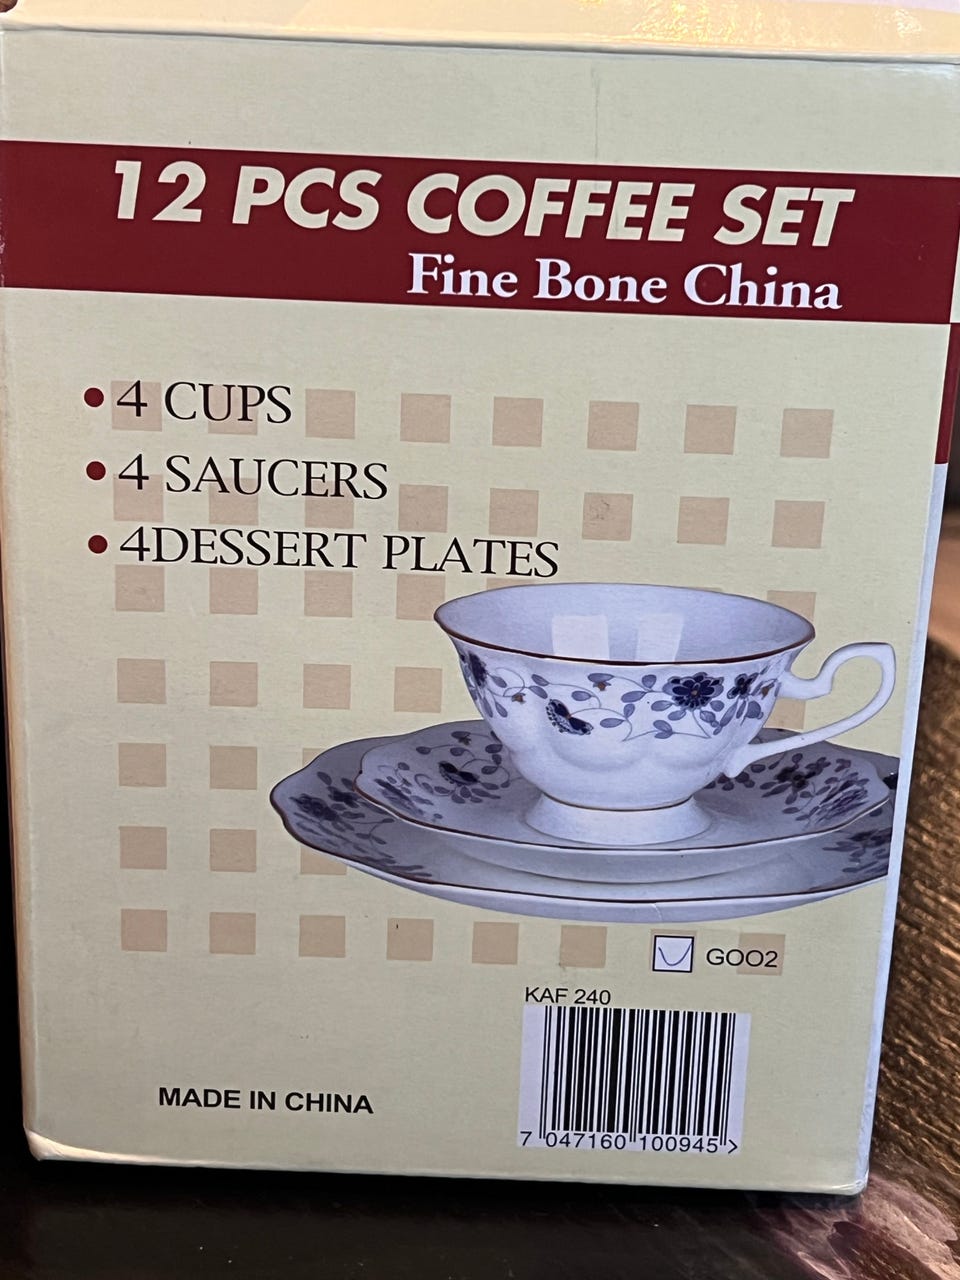 12 PCS COFFEE SET
Fine Bone China
• 4 CUPS
• 4 SAUCERS
• 4DESSERT PLATES
GOO2
KAF 240
7 047160 100945 >
MADE IN CHINA